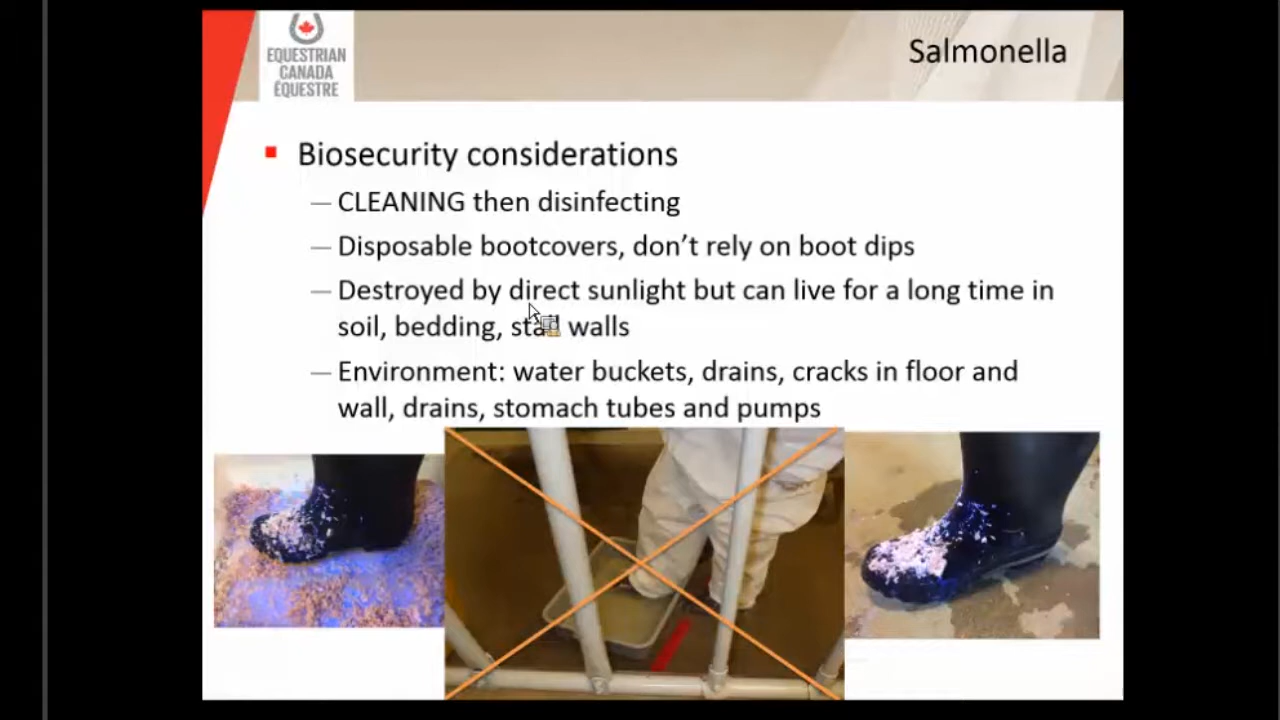 EQUESTRIAN
CANADA
ÉQUESTRE
Salmonella
Biosecurity considerations
— CLEANING then disinfecting
— Disposable bootcovers, don't rely on boot dips
— Destroyed by direct sunlight but can live for a long time in
soil, bedding, stall walls
— Environment: water buckets, drains, cracks in floor and
wall, drains, stomach tubes and pumps